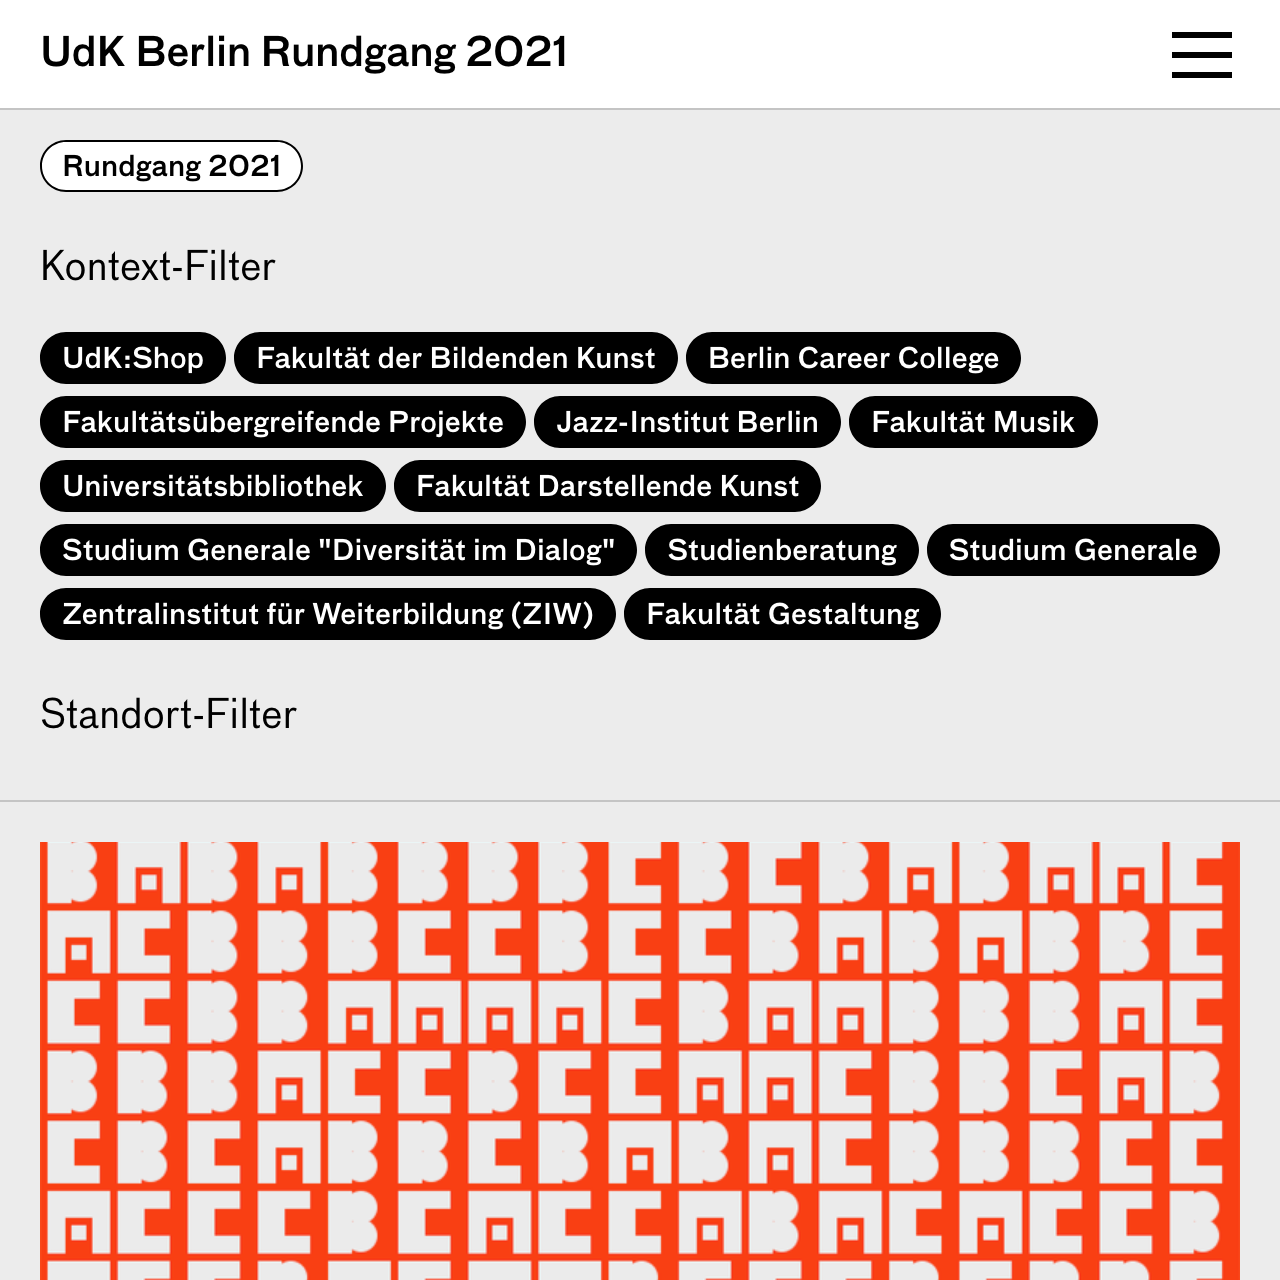 UdK Berlin Rundgang 2021
Rundgang 2021
Kontext-Filter
UdK:Shop Fakultät der Bildenden Kunst Berlin Career College
Fakultätsübergreifende Projekte Jazz-Institut Berlin Fakultät Musik
Universitätsbibliothek Fakultät Darstellende Kunst
Studium Generale "Diversität im Dialog" Studienberatung Studium Generale
Zentralinstitut für Weiterbildung (ZIW) Fakultät Gestaltung
Standort-Filter
B A B A B B B B C B C B A B A A C
A C B B C C B C C B A B A B B C
C C B B A A A A C B A A B B B A C
B B B A C C B C C A A C B B C A B
C B C A B B C B A B A C B B B C C
A C C C B C A C C A B A C A C C B